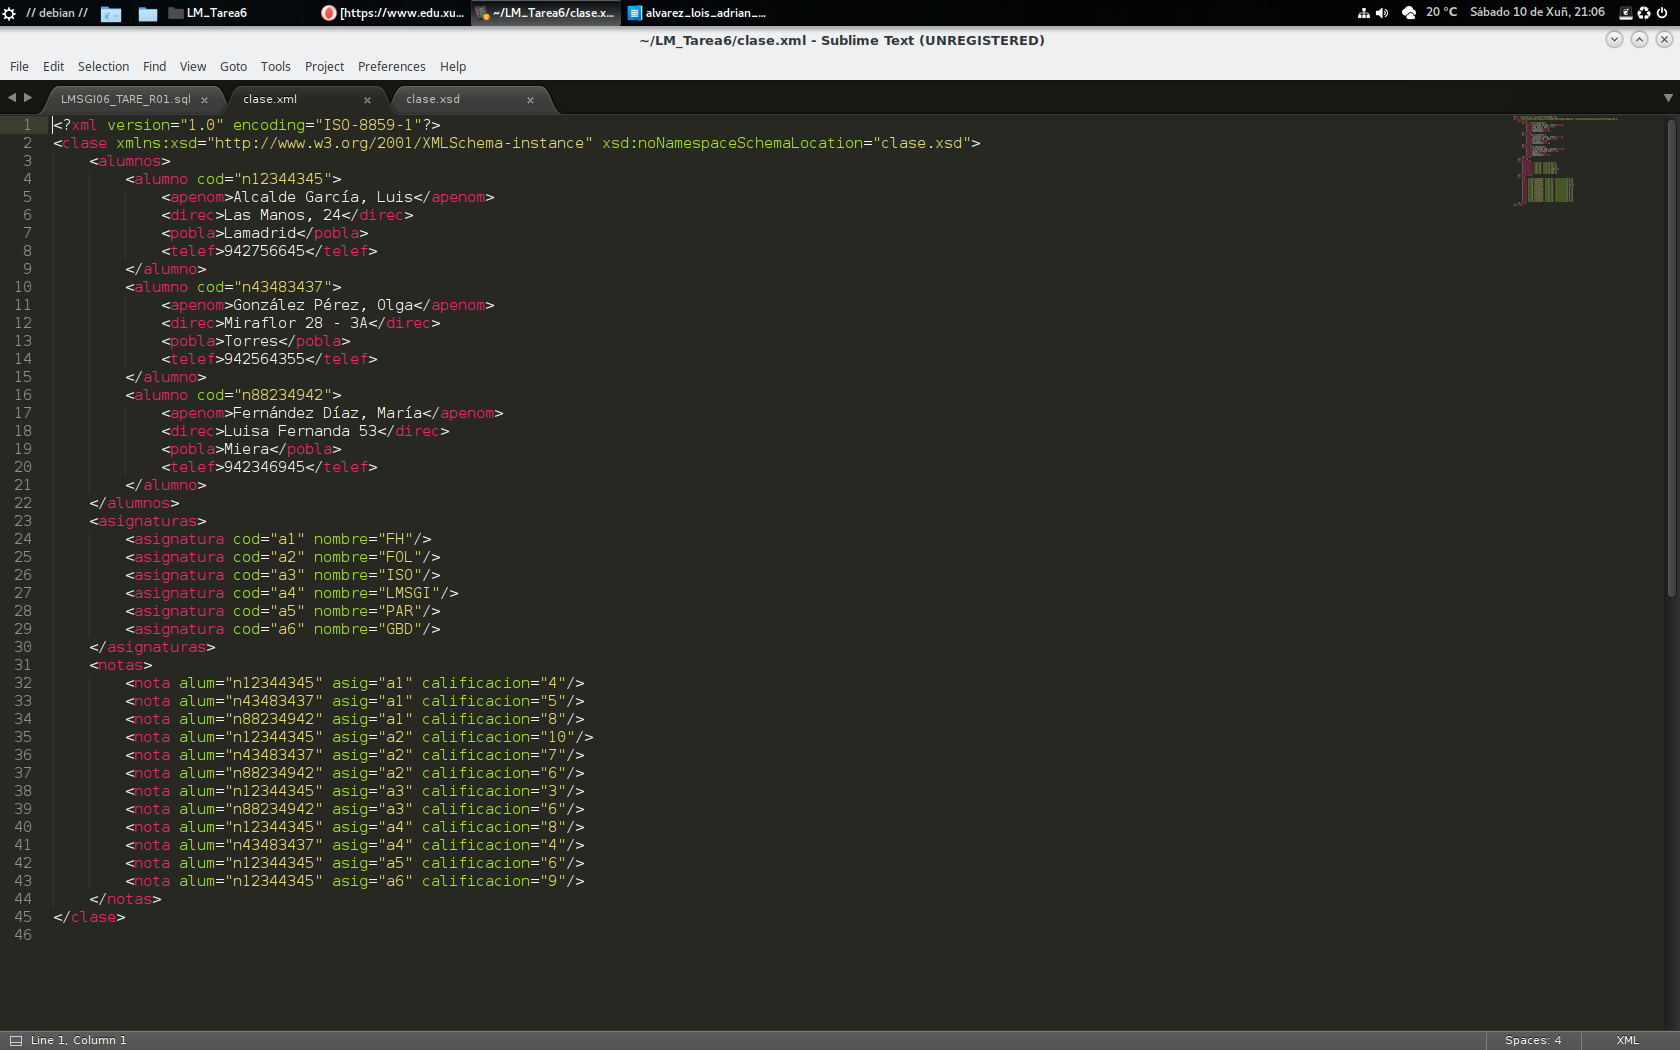 // debian //
LM_Tarea6
[https://www.edu.xu...
~/LM_Tarea6/clase.x...
alvarez_lois_adrian_...
20 °C
Sábado 10 de Xuñ, 21:06
~/LM_Tarea6/clase.xml - Sublime Text (UNREGISTERED)
File Edit Selection Find View Goto Tools Project Preferences Help
LMSGI06_TARE_R01.sql × clase.xml × clase.xsd ×
1 <?xml version="1.0" encoding="ISO-8859-1"?>
2 <clase xmlns:xsd="http://www.w3.org/2001/XMLSchema-instance" xsd:noNamespaceSchemaLocation="clase.xsd">
3     <alumnos>
4         <alumno cod="n12344345">
5             <apenom>Alcalde García, Luis</apenom>
6             <direc>Las Manos, 24</direc>
7             <pobla>Lamadrid</pobla>
8             <telef>942756645</telef>
9         </alumno>
10         <alumno cod="n43483437">
11             <apenom>González Pérez, Olga</apenom>
12             <direc>Miraflor 28 - 3A</direc>
13             <pobla>Torres</pobla>
14             <telef>942564355</telef>
15         </alumno>
16         <alumno cod="n88234942">
17             <apenom>Fernández Díaz, María</apenom>
18             <direc>Luisa Fernanda 53</direc>
19             <pobla>Miera</pobla>
20             <telef>942346945</telef>
21         </alumno>
22     </alumnos>
23     <asignaturas>
24         <asignatura cod="a1" nombre="FH"/>
25         <asignatura cod="a2" nombre="FOL"/>
26         <asignatura cod="a3" nombre="ISO"/>
27         <asignatura cod="a4" nombre="LMSGI"/>
28         <asignatura cod="a5" nombre="PAR"/>
29         <asignatura cod="a6" nombre="GBD"/>
30     </asignaturas>
31     <notas>
32         <nota alum="n12344345" asig="a1" calificacion="4"/>
33         <nota alum="n43483437" asig="a1" calificacion="5"/>
34         <nota alum="n88234942" asig="a1" calificacion="8"/>
35         <nota alum="n12344345" asig="a2" calificacion="10"/>
36         <nota alum="n43483437" asig="a2" calificacion="7"/>
37         <nota alum="n88234942" asig="a2" calificacion="6"/>
38         <nota alum="n12344345" asig="a3" calificacion="3"/>
39         <nota alum="n88234942" asig="a3" calificacion="6"/>
40         <nota alum="n12344345" asig="a4" calificacion="8"/>
41         <nota alum="n43483437" asig="a4" calificacion="4"/>
42         <nota alum="n12344345" asig="a5" calificacion="6"/>
43         <nota alum="n12344345" asig="a6" calificacion="9"/>
44     </notas>
45 </clase>
46
Line 1, Column 1
Spaces: 4
XML